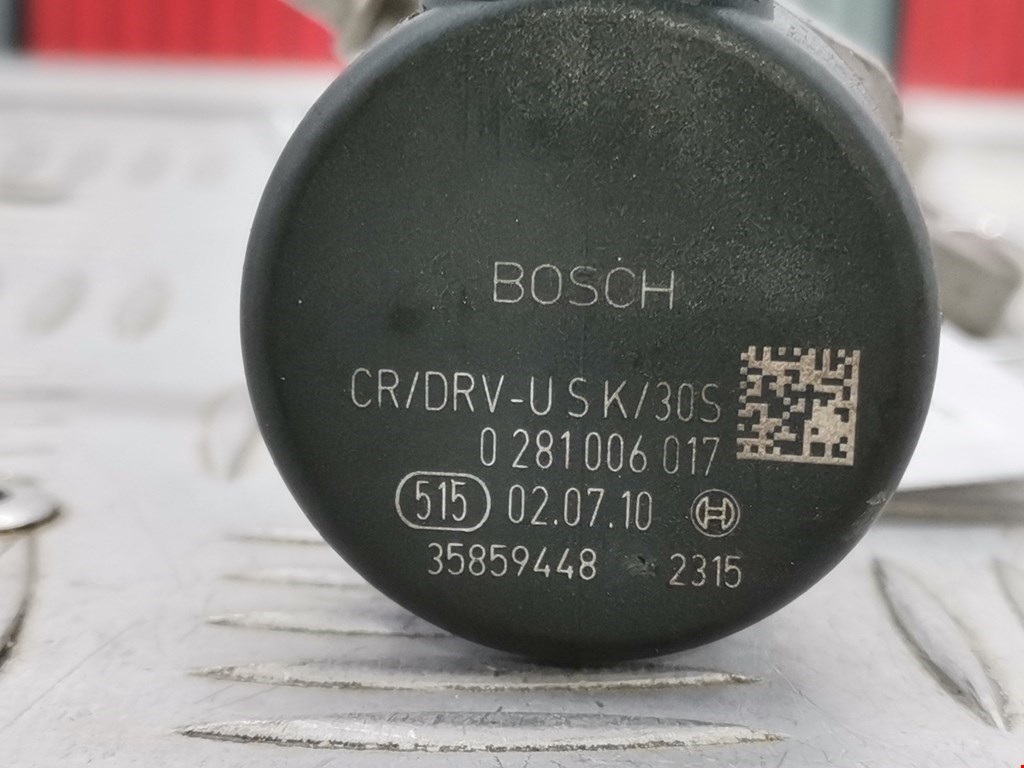 BOSCH
CR/DRV-U S K/30S
0 281 006 017
515 02.07.10
35859448 2315